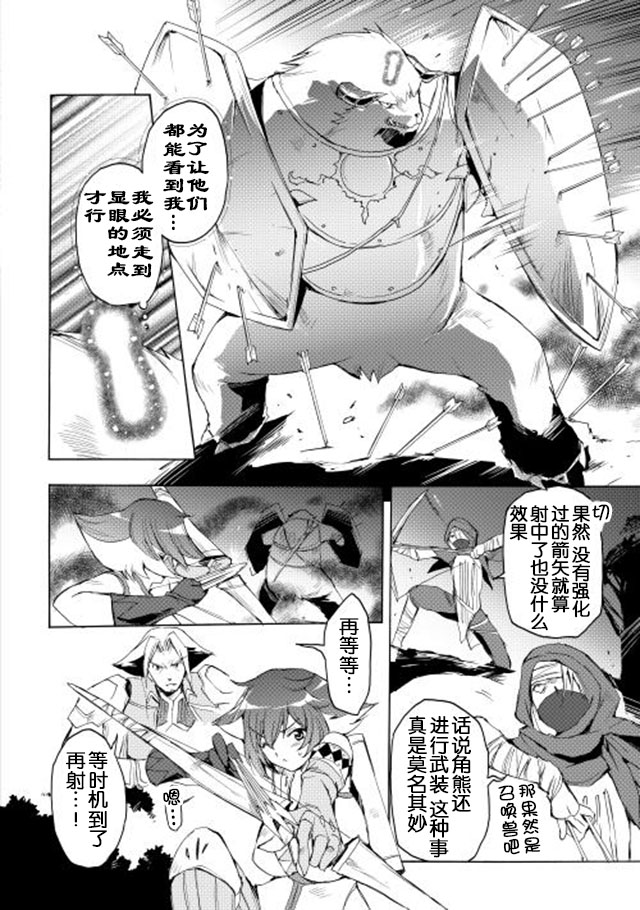 为了让他们
都能看到我…
我必须走到
显眼的地点
才行
切
果然 没有强化
过的箭矢就算
射中了也没什么
效果
话说角熊还
进行武装 这种事
真是莫名其妙
那果然是
召唤兽吧
再等等…
嗯…
等时机到了
再射…!